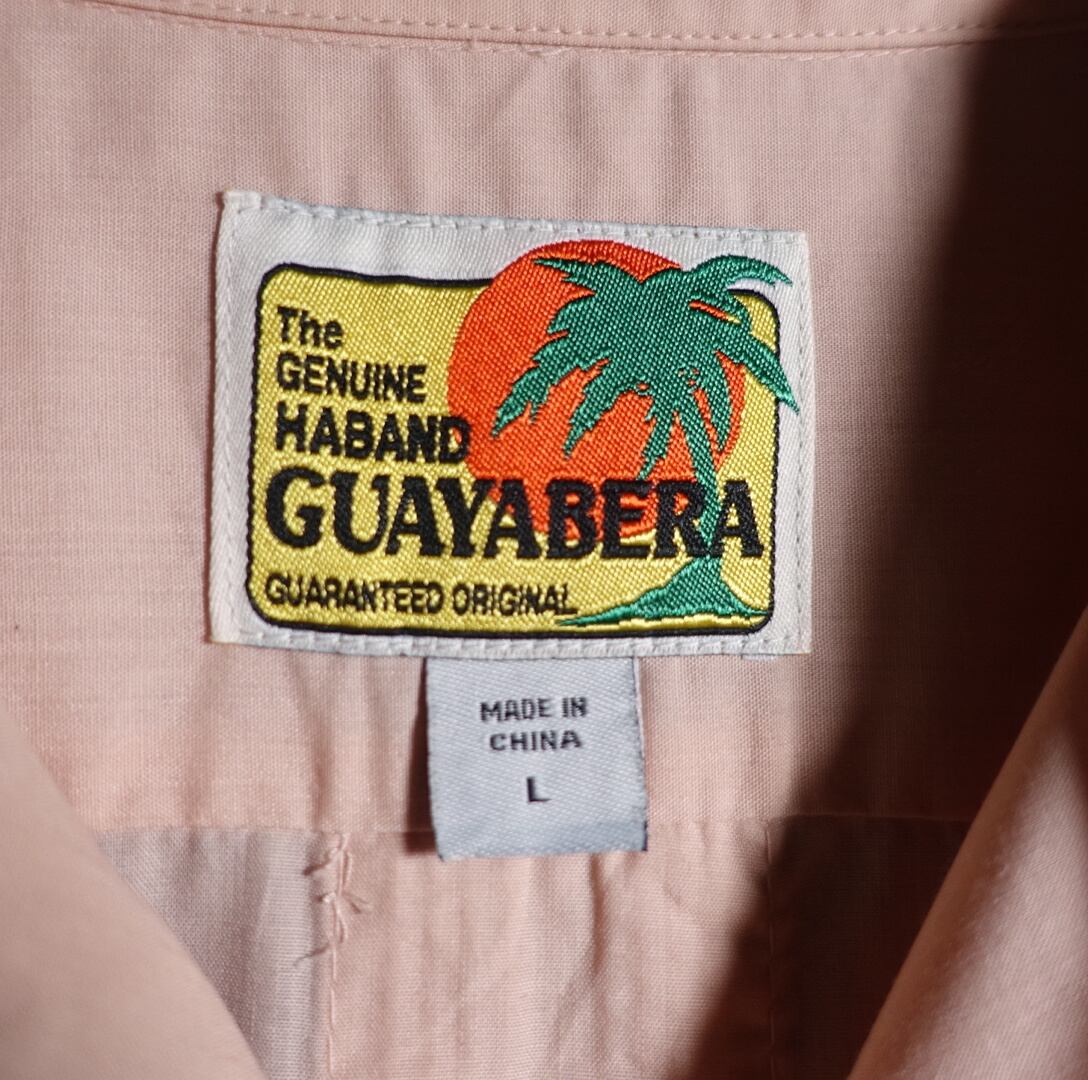 The
GENUINE
HABAND
GUAYABERA
GUARANTEED ORIGINAL
MADE IN
CHINA
L